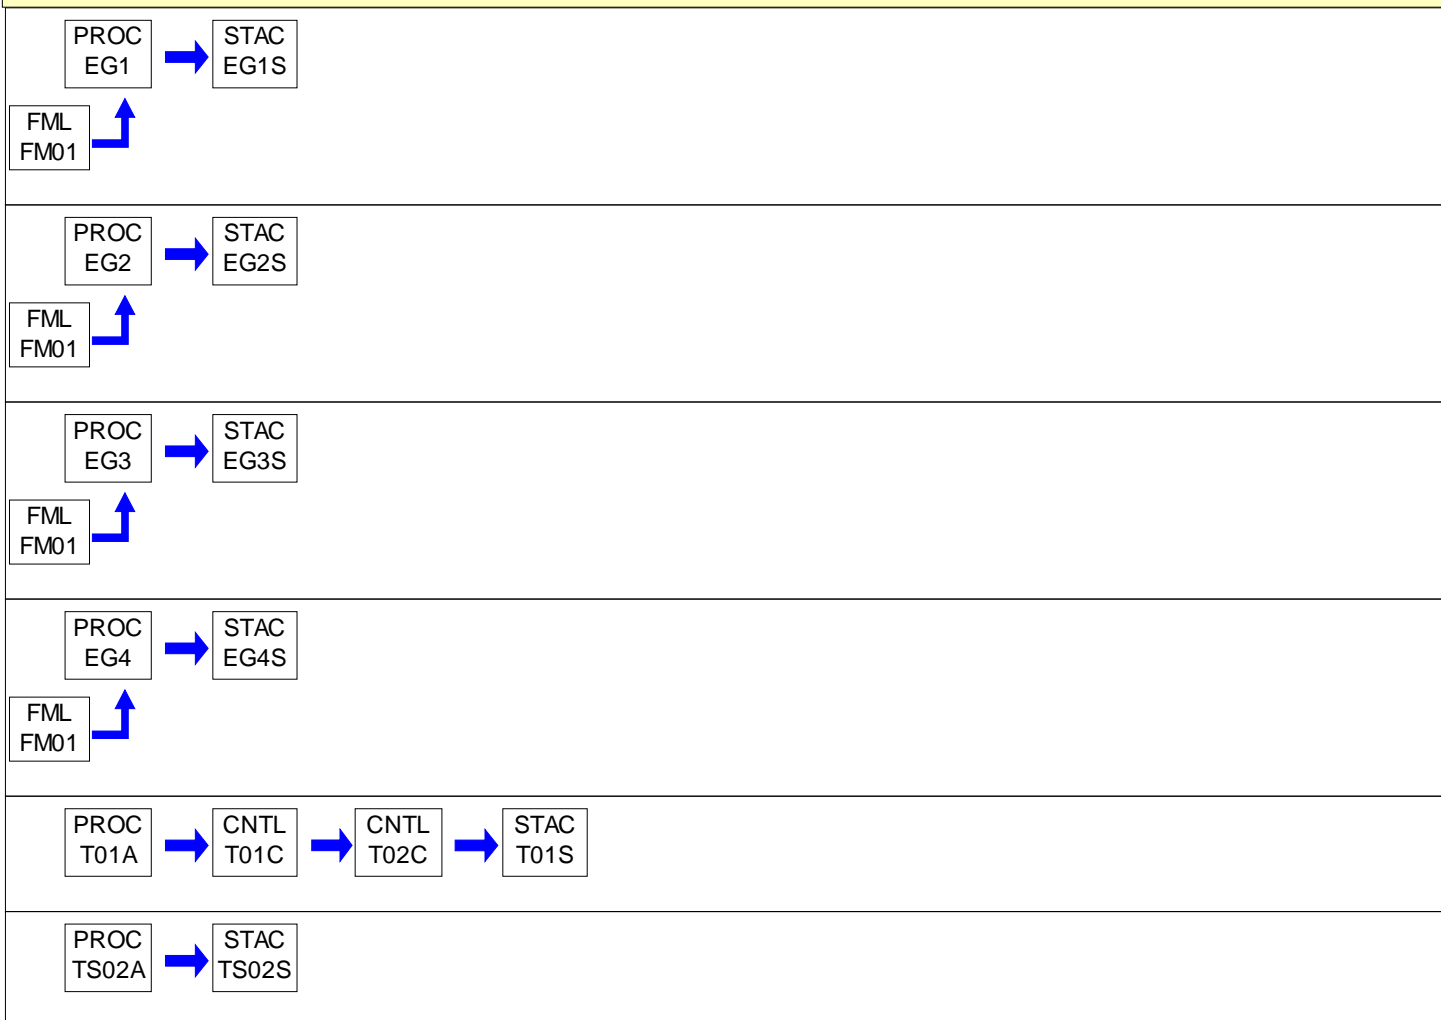 PROC
EG1
STAC
EG1S
FML
FM01
PROC
EG2
STAC
EG2S
FML
FM01
PROC
EG3
STAC
EG3S
FML
FM01
PROC
EG4
STAC
EG4S
FML
FM01
PROC
T01A
CNTL
T01C
CNTL
T02C
STAC
T01S
PROC
TS02A
STAC
TS02S